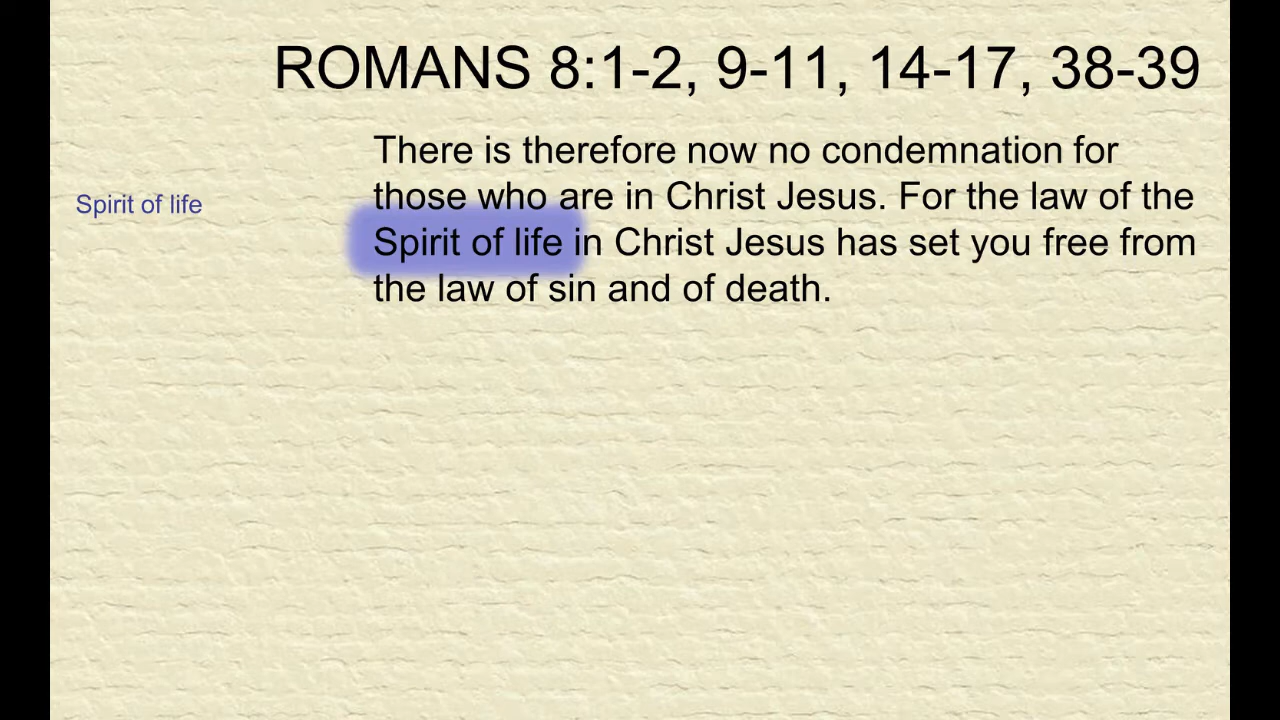 ROMANS 8:1-2, 9-11, 14-17, 38-39
There is therefore now no condemnation for
those who are in Christ Jesus. For the law of the
Spirit of life in Christ Jesus has set you free from
the law of sin and of death.
Spirit of life